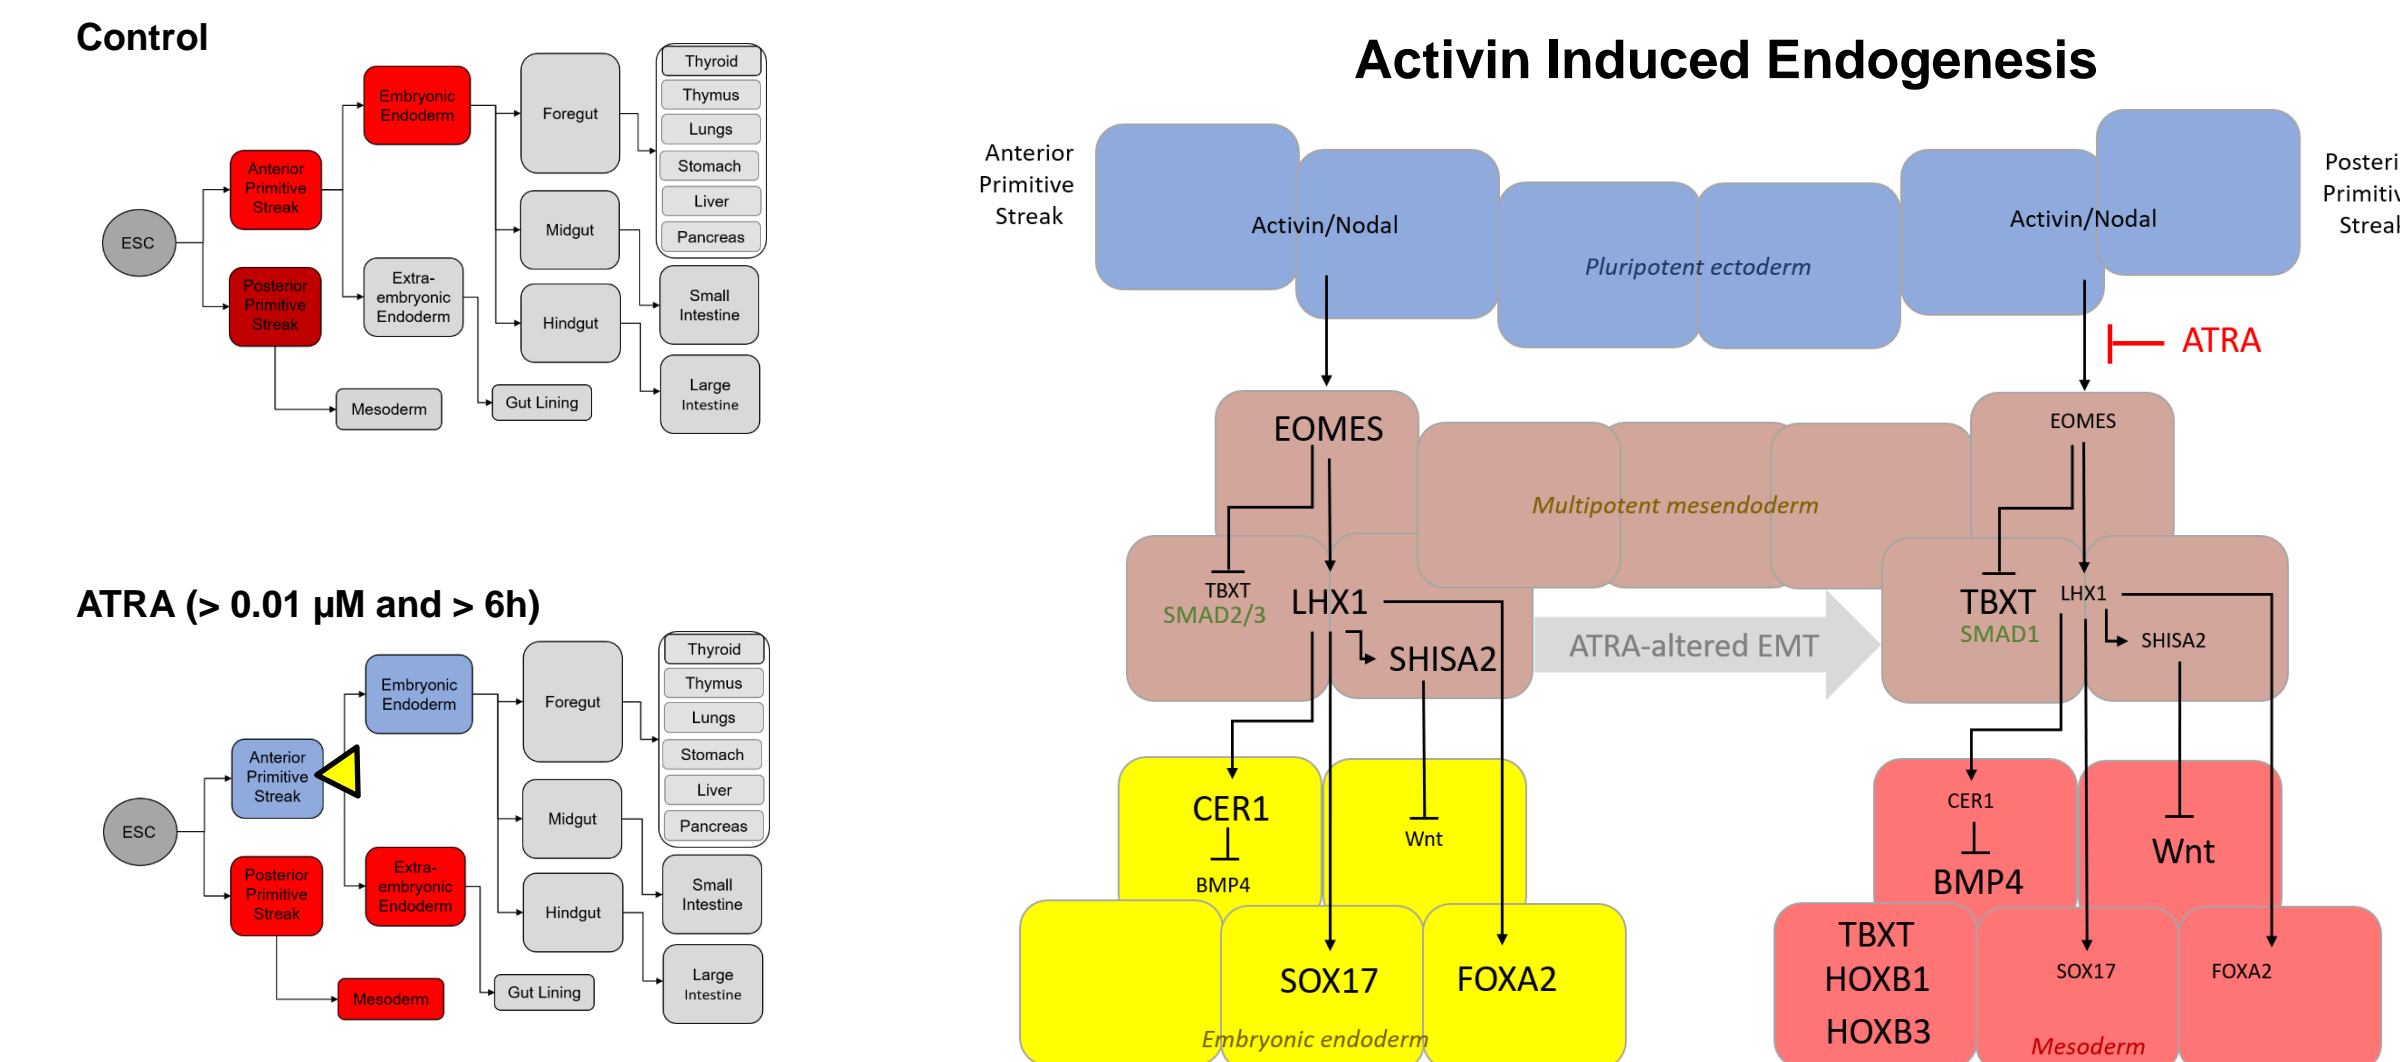 Control
ESC
Anterior
Primitive
Streak
Posterior
Primitive
Streak
Embryonic
Endoderm
Extra-
embryonic
Endoderm
Mesoderm
Foregut
Midgut
Hindgut
Gut Lining
Thyroid
Thymus
Lungs
Stomach
Liver
Pancreas
Small
Intestine
Large
Intestine
ATRA (> 0.01 µM and > 6h)
ESC
Anterior
Primitive
Streak
Posterior
Primitive
Streak
Embryonic
Endoderm
Extra-
embryonic
Endoderm
Mesoderm
Foregut
Midgut
Hindgut
Gut Lining
Thyroid
Thymus
Lungs
Stomach
Liver
Pancreas
Small
Intestine
Large
Intestine
Activin Induced Endogenesis
Anterior
Primitive
Streak
Activin/Nodal
Pluripotent ectoderm
Activin/Nodal
Posteri
Primitiv
Streak
ATRA
EOMES
EOMES
Multipotent mesendoderm
TBXT
SMAD2/3
LHX1
SHISA2
ATRA-altered EMT
TBXT
SMAD1
LHX1
SHISA2
CER1
BMP4
Wnt
SOX17
FOXA2
Embryonic endoderm
CER1
BMP4
Wnt
TBXT
HOXB1
HOXB3
SOX17
FOXA2
Mesoderm